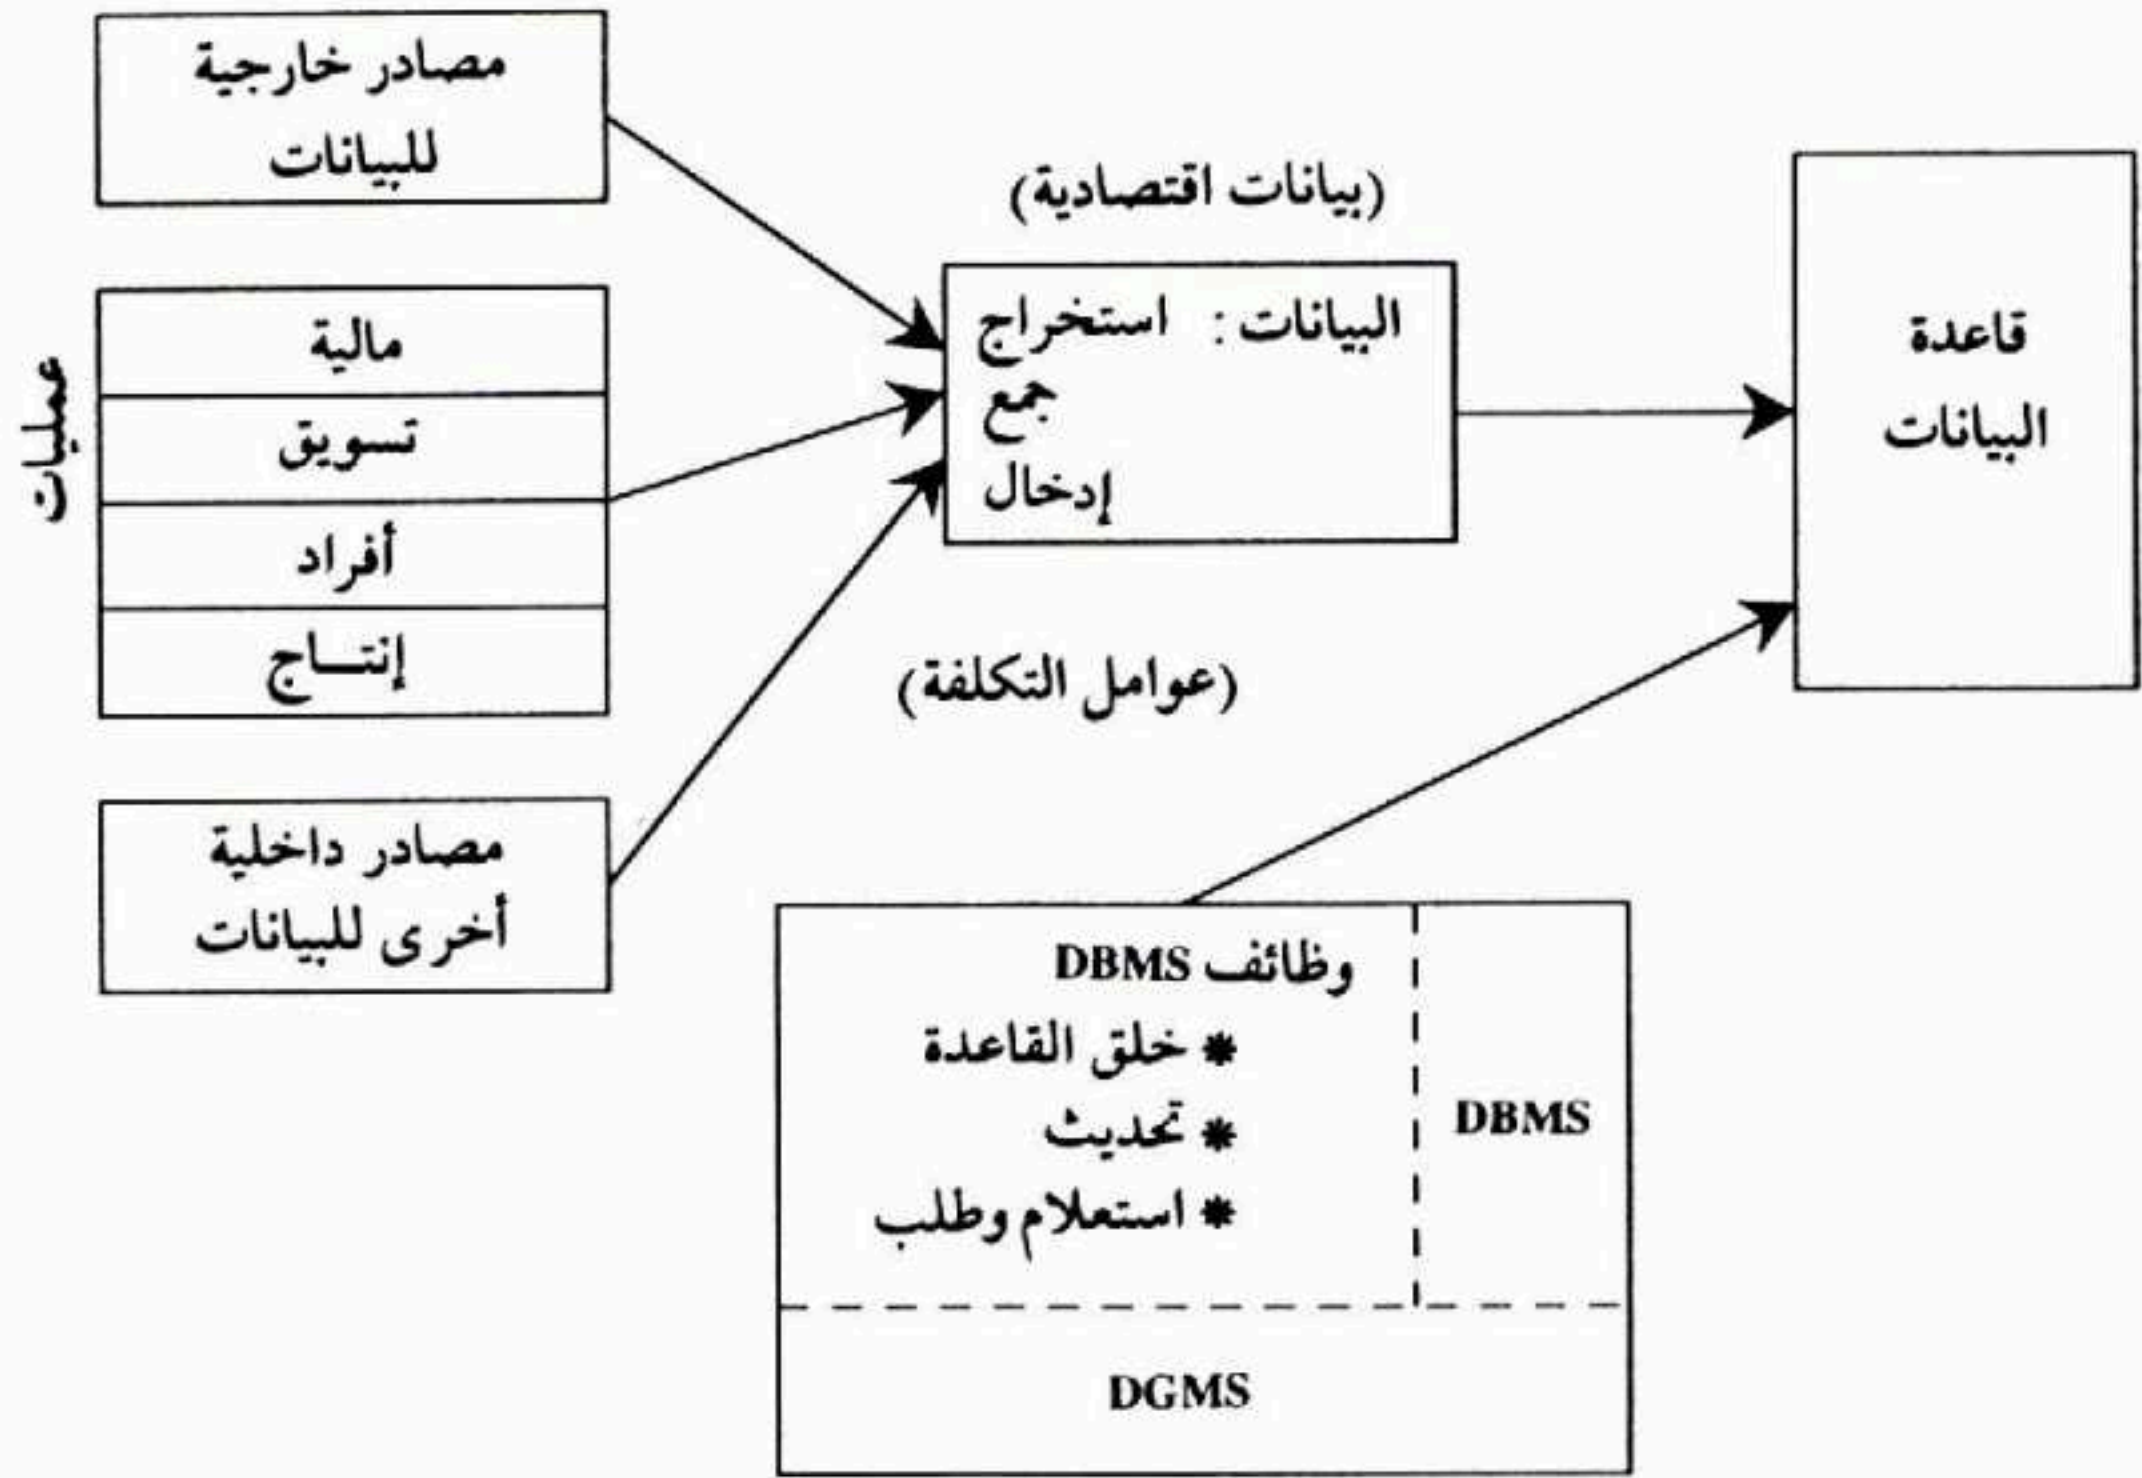 مصادر خارجية
للبيانات
(بيانات اقتصادية)
عمليات
مالية
تسويق
أفراد
إنتـاج
البيانات : استخراج
جمع
إدخال
قاعدة
البيانات
(عوامل التكلفة)
مصادر داخلية
أخرى للبيانات
وظائف DBMS
* خلق القاعدة
* تحديث
* استعلام وطلب
DBMS
DGMS